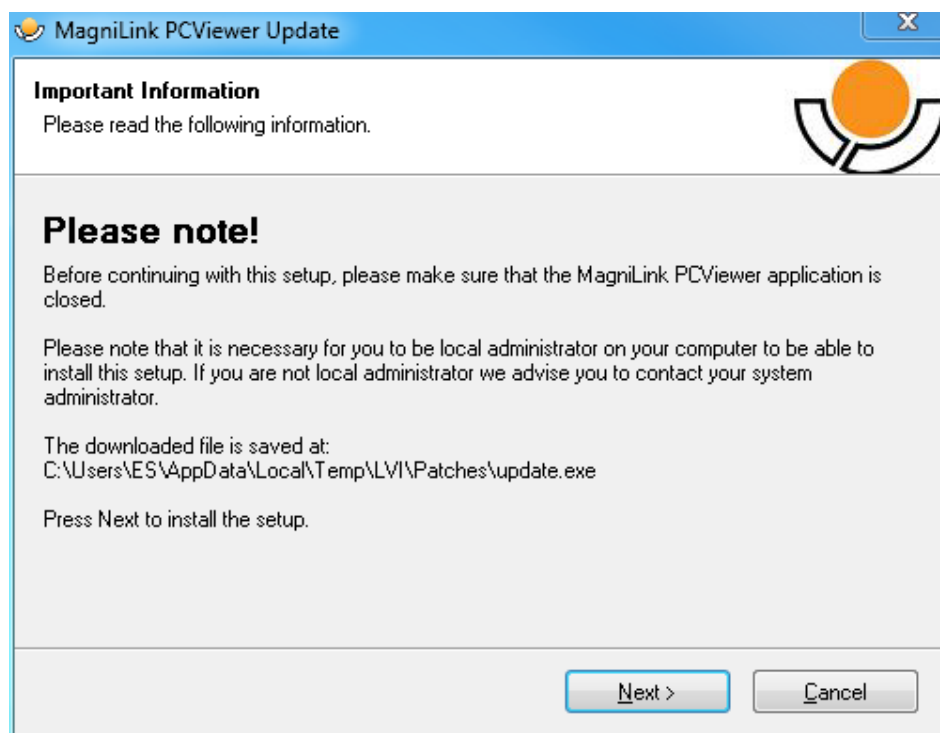 MagniLink PCViewer Update
Important Information
Please read the following information.
Please note!
Before continuing with this setup, please make sure that the MagniLink PCViewer application is
closed.
Please note that it is necessary for you to be local administrator on your computer to be able to
install this setup. If you are not local administrator we advise you to contact your system
administrator.
The downloaded file is saved at:
C:\Users\ES\AppData\Local\Temp\LVI\Patches\update.exe
Press Next to install the setup.
Next >
Cancel